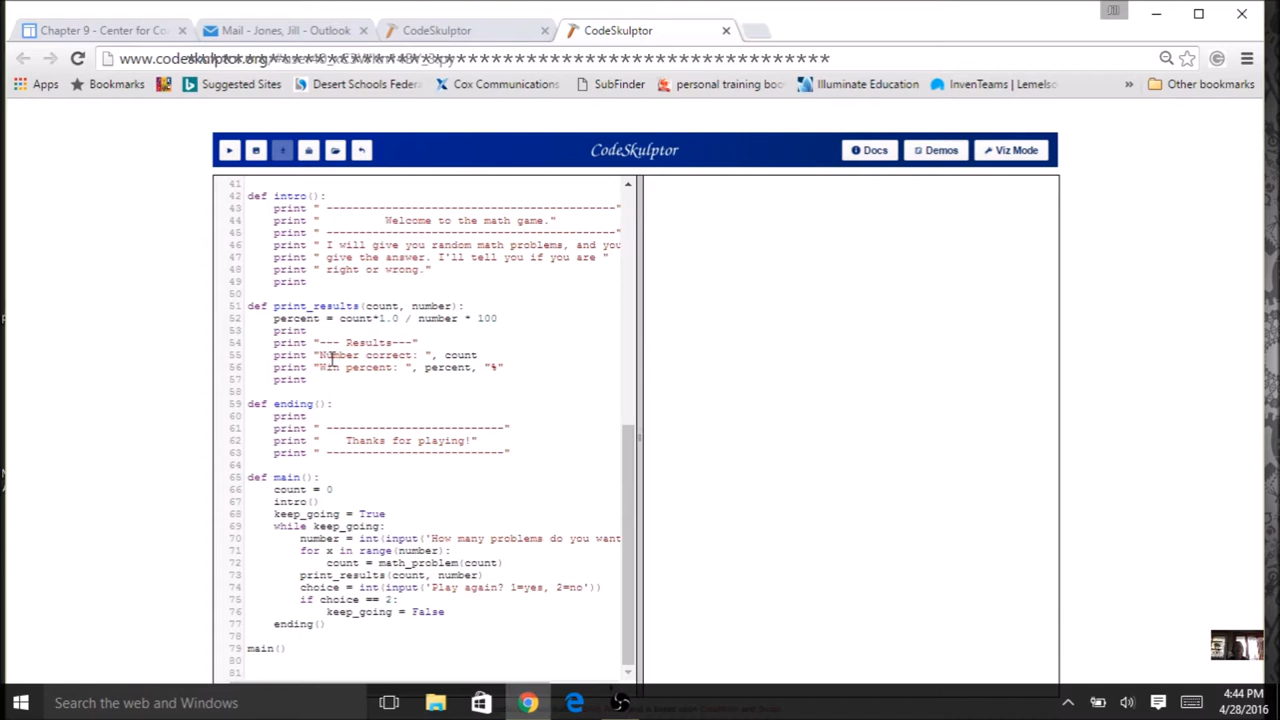 Chapter 9 - Center for Co
Mail - Jones, Jill - Outlook
CodeSkulptor
CodeSkulptor
Jill
www.codeskulptor.org
Apps
Bookmarks
Suggested Sites
Desert Schools Federa
Cox Communications
SubFinder
personal training boo
Illuminate Education
InvenTeams | Lemelso
»
Other bookmarks
CodeSkulptor
Docs
Demos
Viz Mode
41
42 def intro():
43 print " --------------------------------------------"
44 print " Welcome to the math game."
45 print " --------------------------------------------"
46 print " I will give you random math problems, and you
47 print " give the answer. I'll tell you if you are "
48 print " right or wrong."
49 print
50
51 def print_results(count, number):
52 percent = count*1.0 / number * 100
53 print
54 print "--- Results---"
55 print "Number correct: ", count
56 print "Win percent: ", percent, "%"
57 print
58
59 def ending():
60 print
61 print " ---------------------------"
62 print " Thanks for playing!"
63 print " ---------------------------"
64
65 def main():
66 count = 0
67 intro()
68 keep_going = True
69 while keep_going:
70 number = int(input('How many problems do you want
71 for x in range(number):
72 count = math_problem(count)
73 print_results(count, number)
74 choice = int(input('Play again? 1=yes, 2=no'))
75 if choice == 2:
76 keep_going = False
77 ending()
78
79 main()
80
81
Search the web and Windows
4:44 PM
4/28/2016